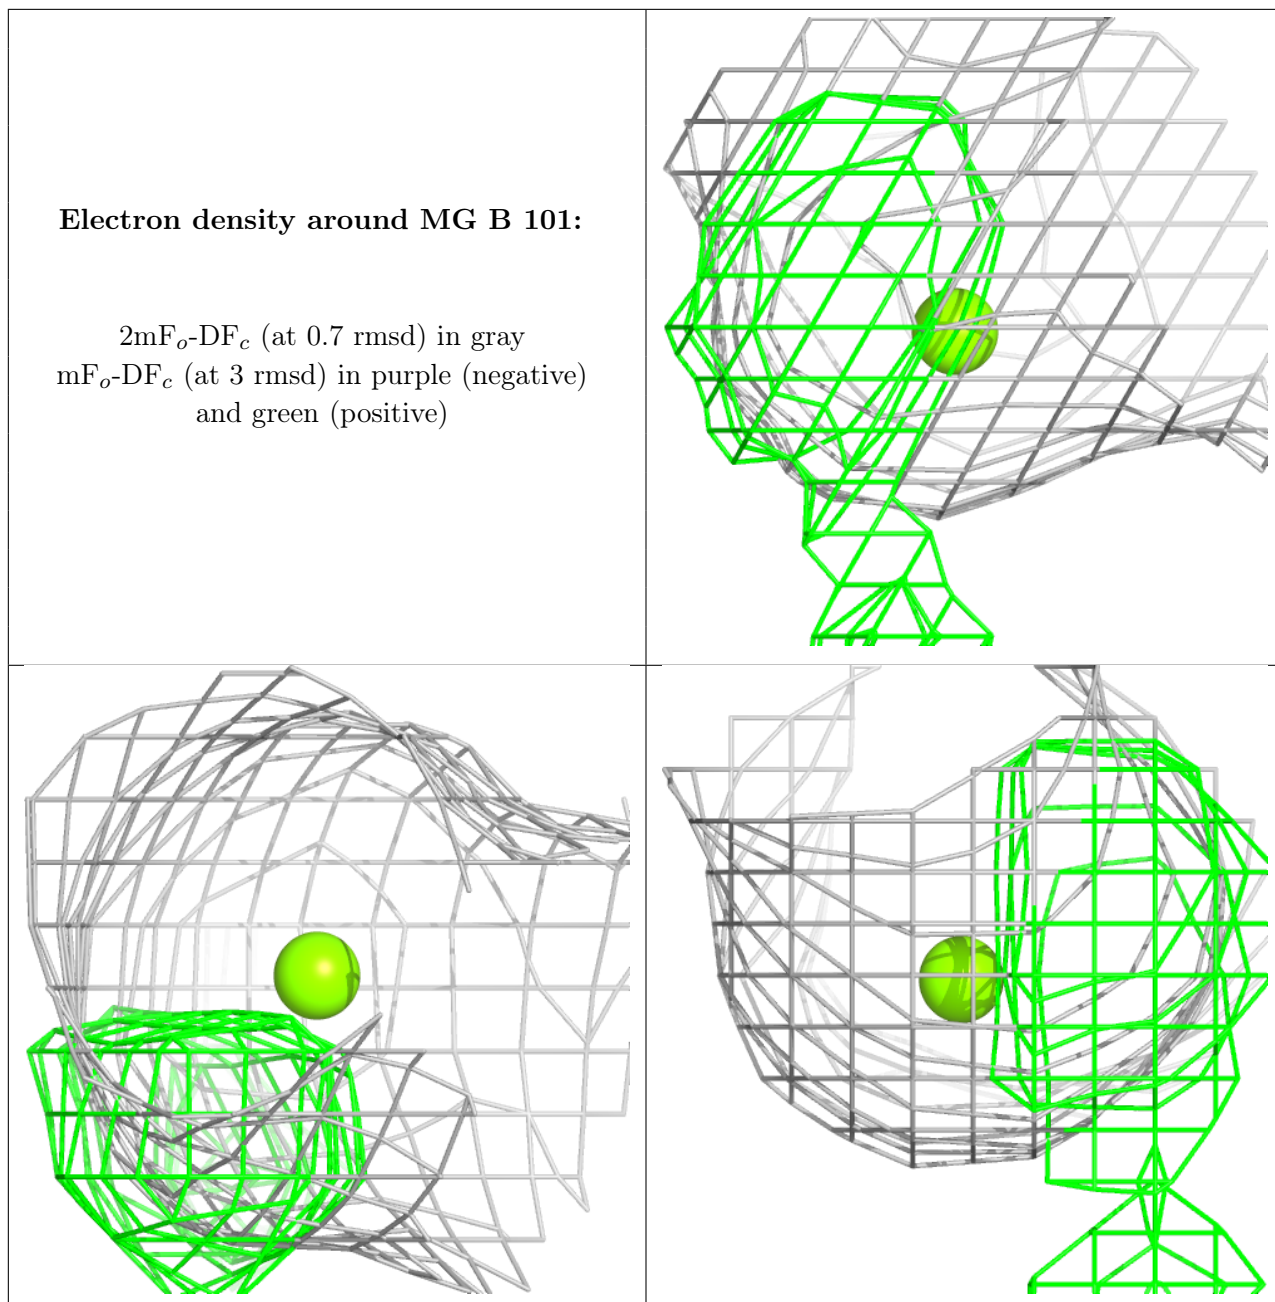 Electron density around MG B 101:
2mFo-DFc (at 0.7 rmsd) in gray
mFo-DFc (at 3 rmsd) in purple (negative)
and green (positive)